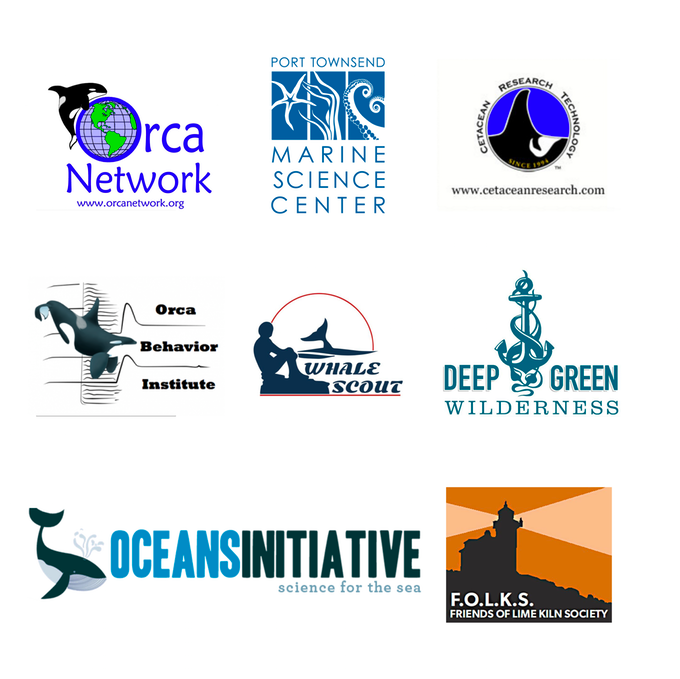 Orca
Network
www.orcanetwork.org
PORT TOWNSEND
MARINE
SCIENCE
CENTER
CETACEAN RESEARCH TECHNOLOGY
SINCE 1994
TM
www.cetaceanresearch.com
Orca
Behavior
Institute
WHALE
SCOUT
DEEP GREEN
WILDERNESS
OCEANSINITIATIVE
science for the sea
F.O.L.K.S.
FRIENDS OF LIME KILN SOCIETY